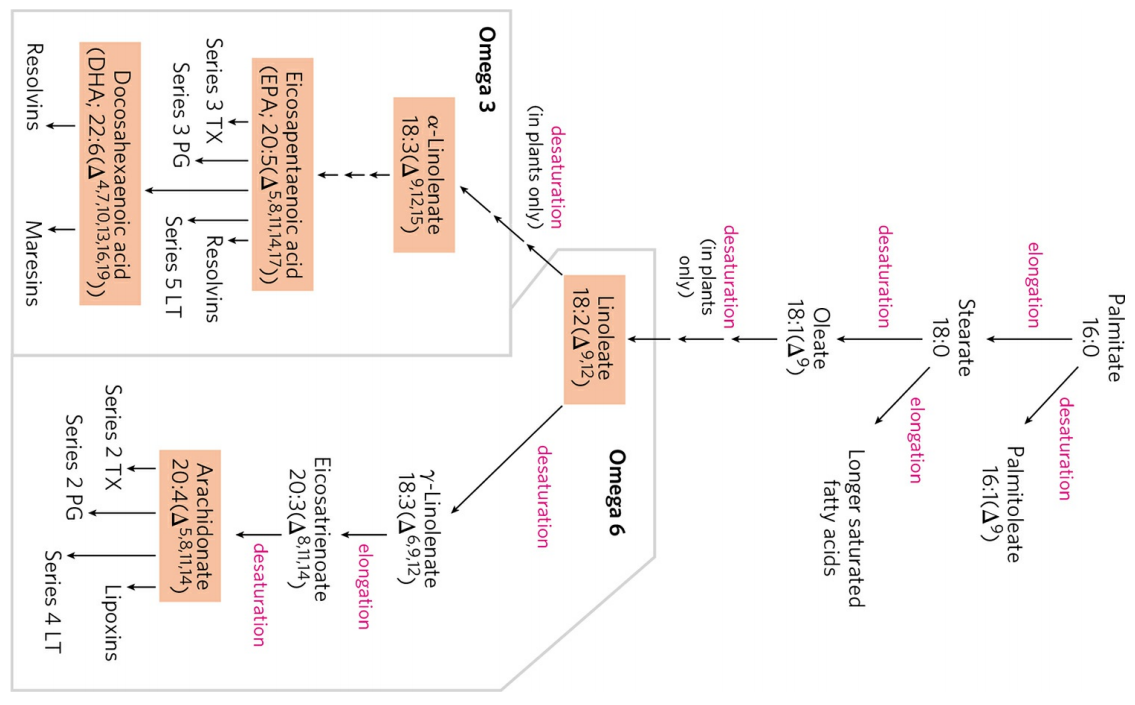 Palmitate
16:0
elongation
desaturation
Palmitoleate
16:1(Δ9)
Stearate
18:0
desaturation
elongation
Longer saturated
fatty acids
Oleate
18:1(Δ9)
desaturation
(in plants
only)
Omega 6
Linoleate
18:2(Δ9,12)
desaturation
(in plants only)
desaturation
Omega 3
α-Linolenate
18:3(Δ9,12,15)
γ-Linolenate
18:3(Δ6,9,12)
elongation
Eicosatrienoate
20:3(Δ8,11,14)
desaturation
Eicosapentaenoic acid
(EPA; 20:5(Δ5,8,11,14,17))
Series 3 TX
Series 3 PG
Series 5 LT
Resolvins
Docosahexaenoic acid
(DHA; 22:6(Δ4,7,10,13,16,19))
Resolvins
Maresins
Arachidonate
20:4(Δ5,8,11,14)
Series 2 TX
Series 2 PG
Series 4 LT
Lipoxins